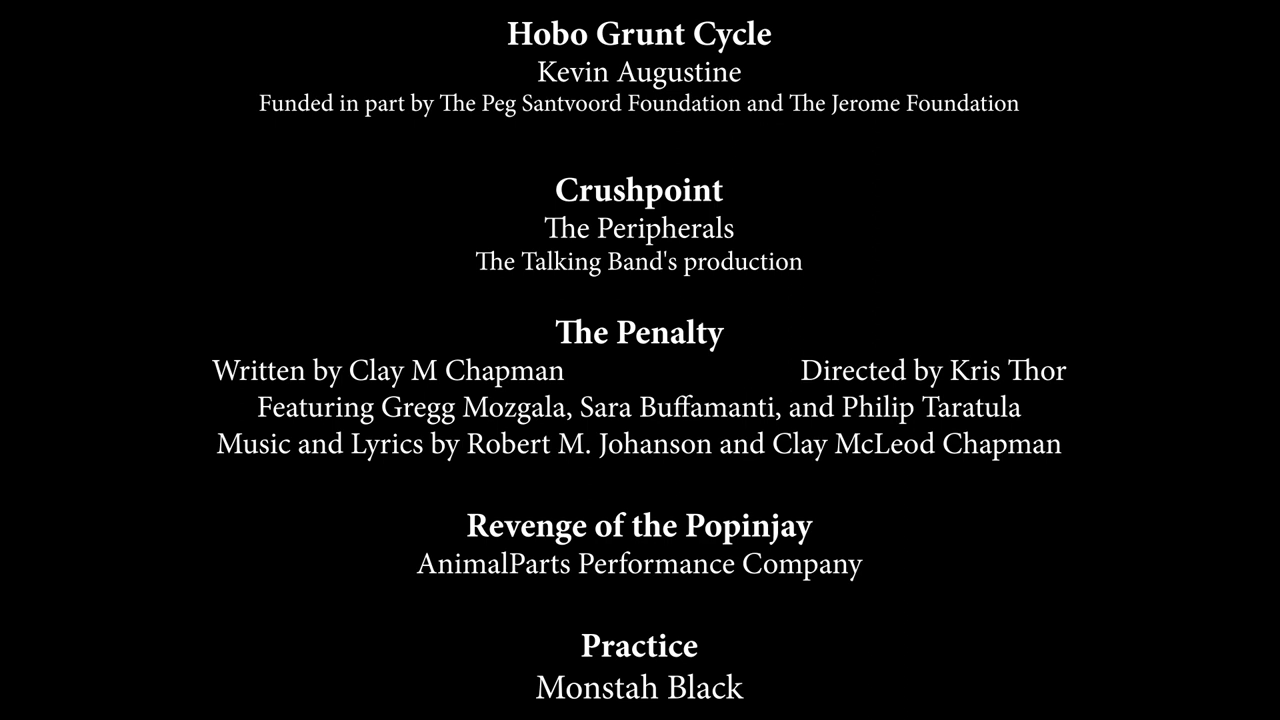 Hobo Grunt Cycle
Kevin Augustine
Funded in part by The Peg Santvoord Foundation and The Jerome Foundation
Crushpoint
The Peripherals
The Talking Band's production
The Penalty
Written by Clay M Chapman Directed by Kris Thor
Featuring Gregg Mozgala, Sara Buffamanti, and Philip Taratula
Music and Lyrics by Robert M. Johanson and Clay McLeod Chapman
Revenge of the Popinjay
AnimalParts Performance Company
Practice
Monstah Black